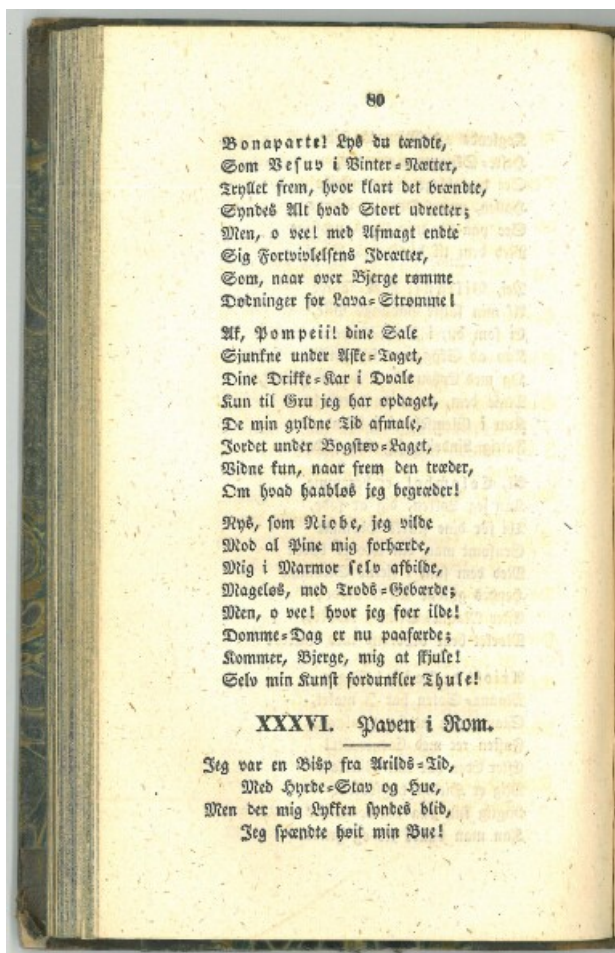 80
Bonaparte! Lys du tændte,
Som Vesuv i Vinter=Nætter,
Tryllet frem, hvor klart det brændte,
Syndes Alt hvad Stort udretter;
Men, o vee! med Afmagt endte
Sig Fortvivlelsens Idrætter,
Som, naar over Bjerge rømme
Dødninger for Lava=Strømme!
Ak, Pompeii! dine Sale
Sjunkne under Aske=Taget,
Dine Drikke=Kar i Dvale
Kun til Gru jeg har opdaget,
De min gyldne Tid afmale,
Jordet under Bogstøv=Laget,
Vidne kun, naar frem den træder,
Om hvad haabløs jeg begræder!
Nys, som Niobe, jeg vilde
Mod al Pine mig forhærde,
Mig i Marmor selv afbilde,
Mageløs, med Trods=Gebærde;
Men, o vee! hvor jeg foer ilde!
Domme=Dag er nu paafærde;
Kommer, Bjerge, mig at skjule!
Selv min Kunst fordunkler Thule!
XXXVI. Paven i Rom.
Jeg var en Bisp fra Arilds=Tid,
Med Hyrde=Stav og Hue,
Men der mig Lykken syndes blid,
Jeg spændte høit min Bue!